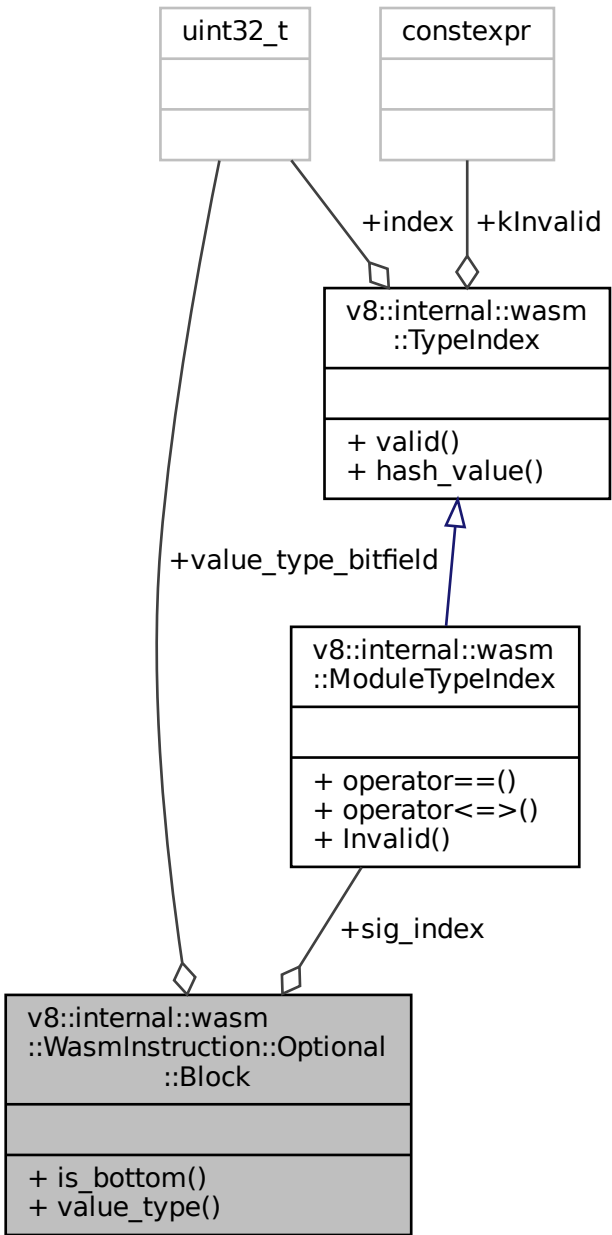 uint32_t
constexpr
+index
+kInvalid
v8::internal::wasm
::TypeIndex
+ valid()
+ hash_value()
+value_type_bitfield
v8::internal::wasm
::ModuleTypeIndex
+ operator==()
+ operator<=>()
+ Invalid()
+sig_index
v8::internal::wasm
::WasmInstruction::Optional
::Block
+ is_bottom()
+ value_type()